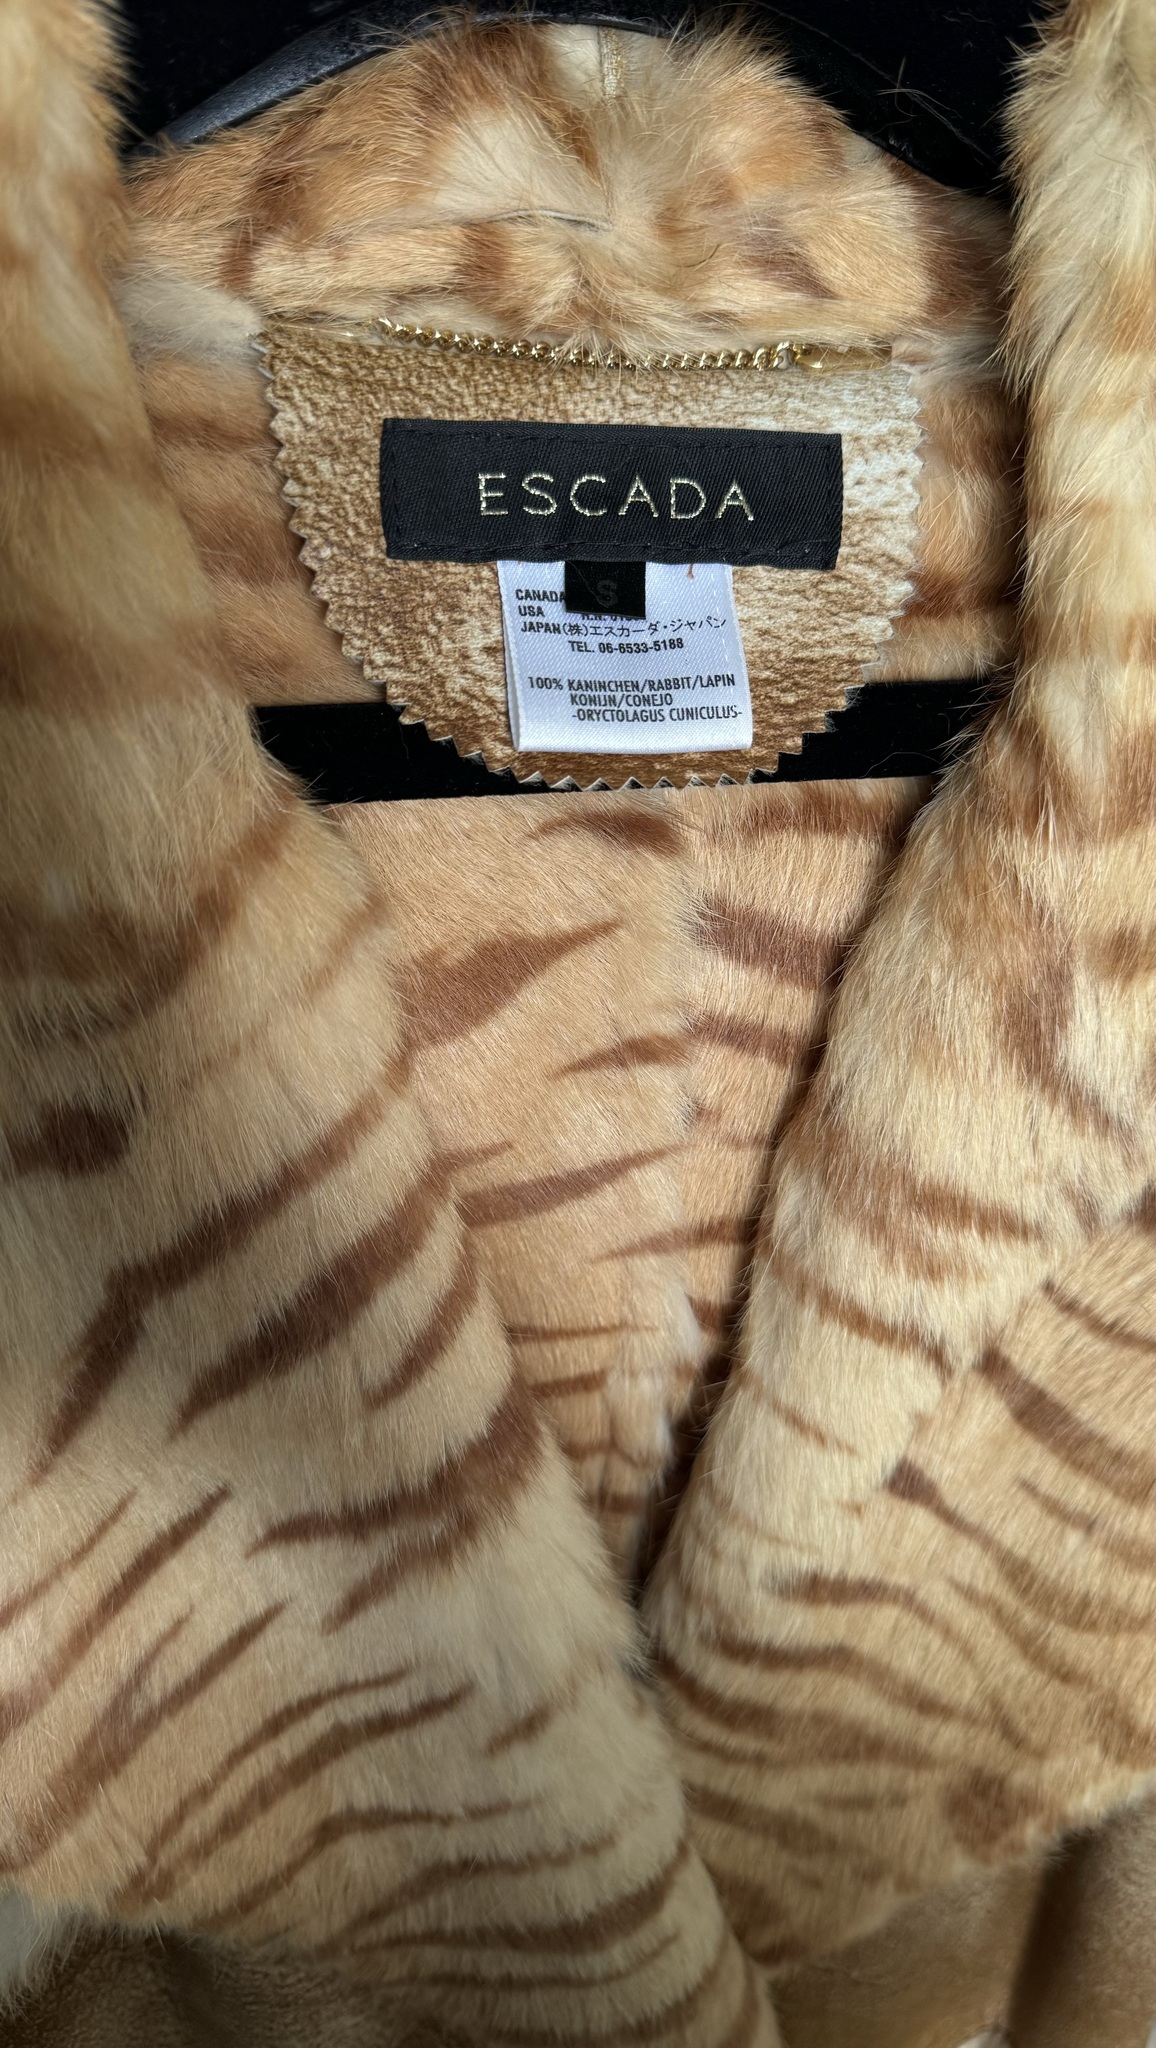 ESCADA
S
CANADA
USA
JAPAN(株)エスカーダ・ジャパン
TEL. 06-6533-5188
100% KANINCHEN/RABBIT/LAPIN
KONIJN/CONEJO
-ORYCTOLAGUS CUNICULUS-